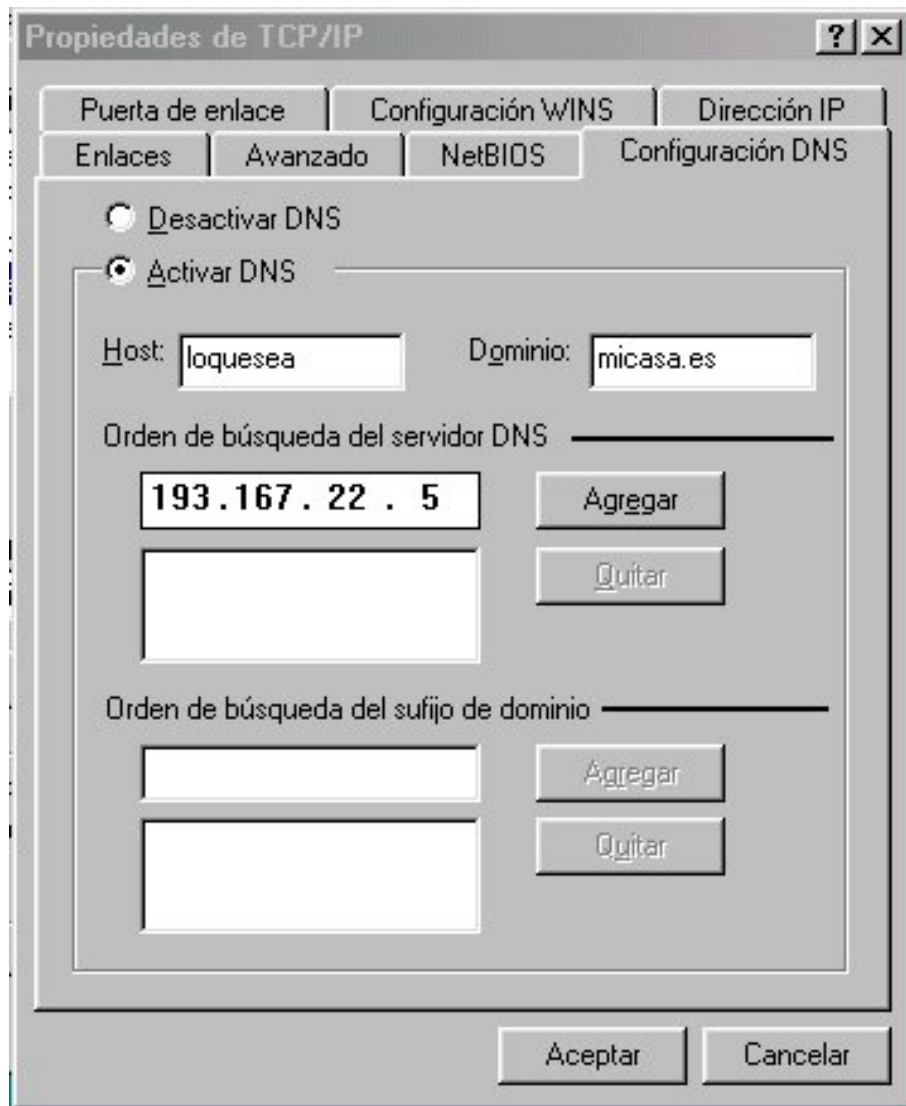 Propiedades de TCP/IP
Puerta de enlace Configuración WINS Dirección IP
Enlaces Avanzado NetBIOS Configuración DNS
Desactivar DNS
Activar DNS
Host: loquesea Dominio: micasa.es
Orden de búsqueda del servidor DNS
193.167.22.5 Agregar
Quitar
Orden de búsqueda del sufijo de dominio
Agregar
Quitar
Aceptar Cancelar